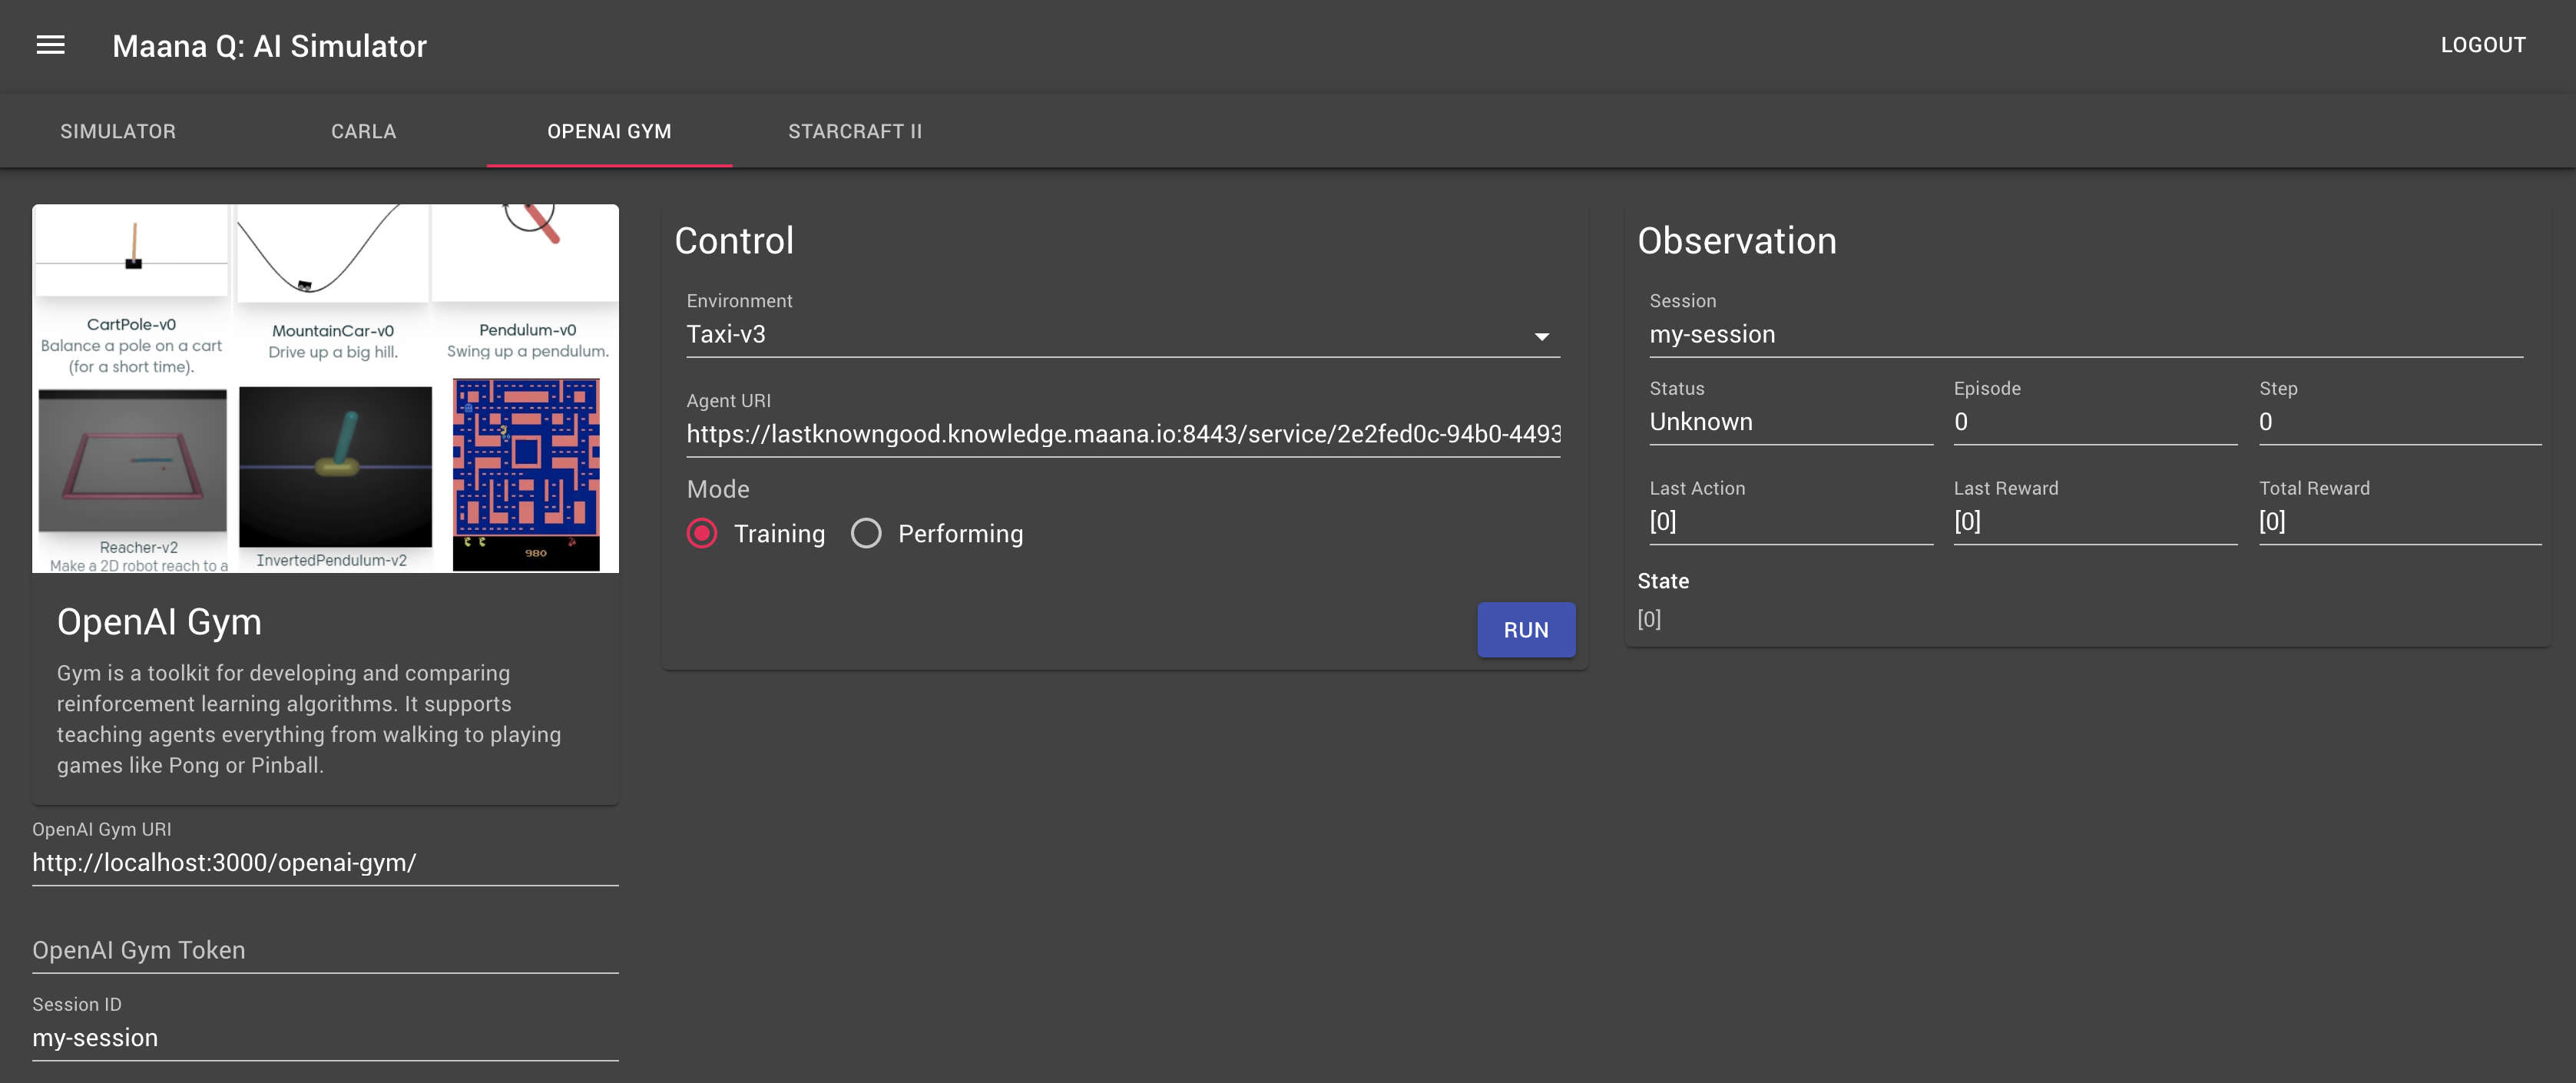 Maana Q: AI Simulator
LOGOUT
SIMULATOR
CARLA
OPENAI GYM
STARCRAFT II
CartPole-v0
Balance a pole on a cart
(for a short time).
MountainCar-v0
Drive up a big hill.
Pendulum-v0
Swing up a pendulum.
Reacher-v2
Make a 2D robot reach to a
InvertedPendulum-v2
980
OpenAI Gym
Gym is a toolkit for developing and comparing
reinforcement learning algorithms. It supports
teaching agents everything from walking to playing
games like Pong or Pinball.
OpenAI Gym URI
http://localhost:3000/openai-gym/
OpenAI Gym Token
Session ID
my-session
Control
Environment
Taxi-v3
Agent URI
https://lastknowngood.knowledge.maana.io:8443/service/2e2fed0c-94b0-4493
Mode
Training
Performing
RUN
Observation
Session
my-session
Status
Unknown
Episode
0
Step
0
Last Action
[0]
Last Reward
[0]
Total Reward
[0]
State
[0]